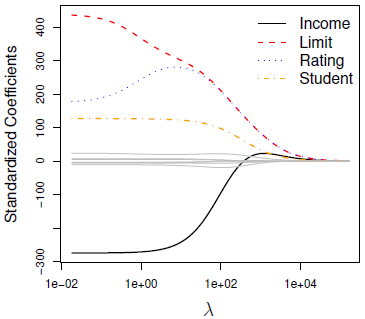 Standardized Coefficients
400
300
200
100
0
−100
−300
Income
Limit
Rating
Student
1e−02 1e+00 1e+02 1e+04
λ